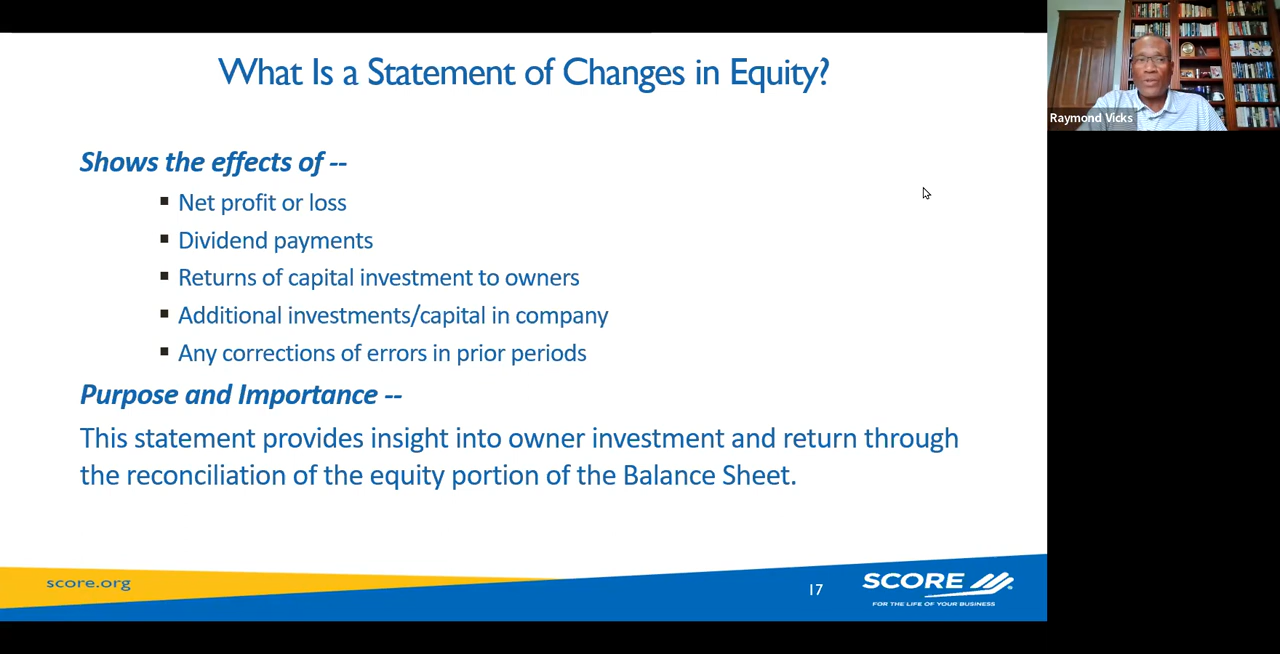 What Is a Statement of Changes in Equity?
Raymond Vicks
Shows the effects of --
▪ Net profit or loss
▪ Dividend payments
▪ Returns of capital investment to owners
▪ Additional investments/capital in company
▪ Any corrections of errors in prior periods
Purpose and Importance --
This statement provides insight into owner investment and return through
the reconciliation of the equity portion of the Balance Sheet.
score.org
17
SCORE
FOR THE LIFE OF YOUR BUSINESS